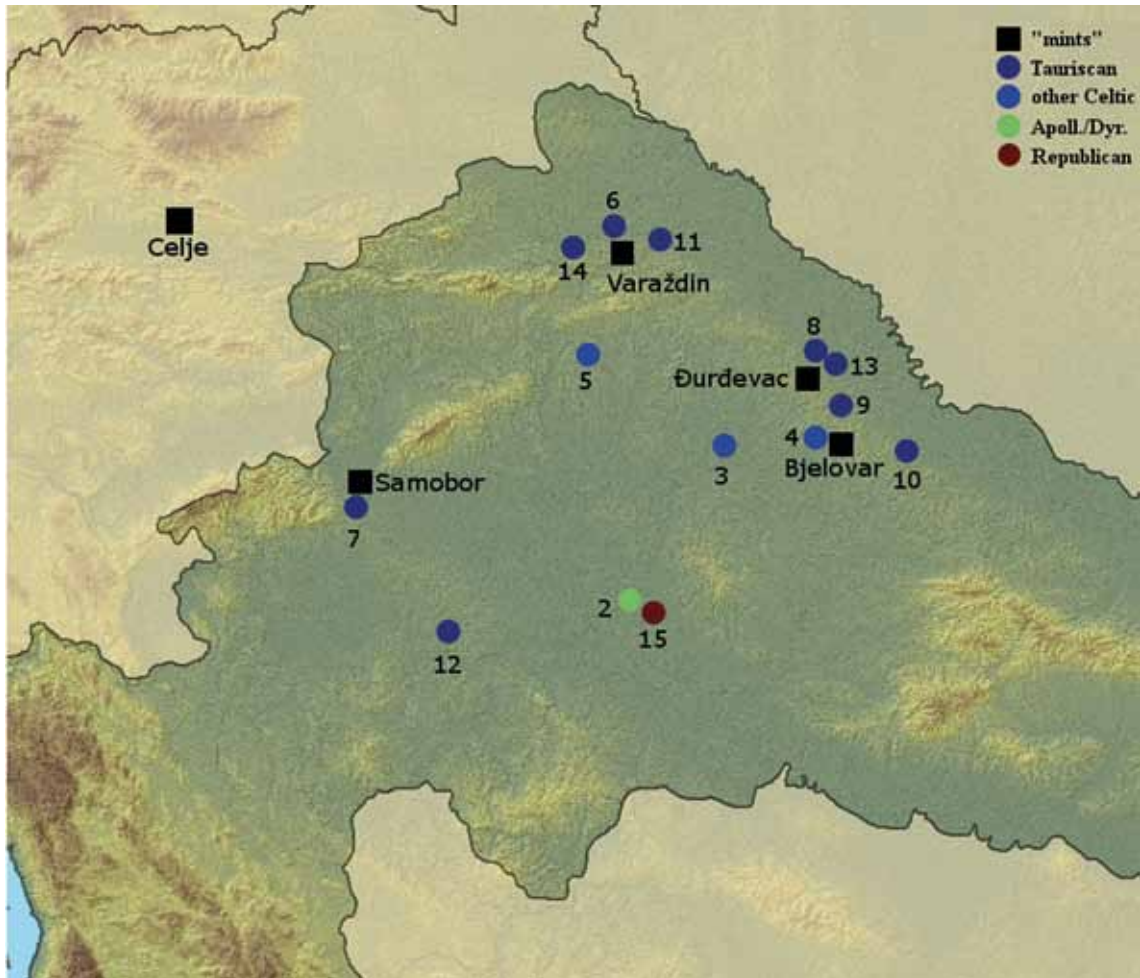 "mints"
Tauriscan
other Celtic
Apoll./Dyr.
Republican
6
11
Celje
14
Varaždin
8
13
5
Đurđevac
9
4
3
Bjelovar
10
Samobor
7
2
15
12